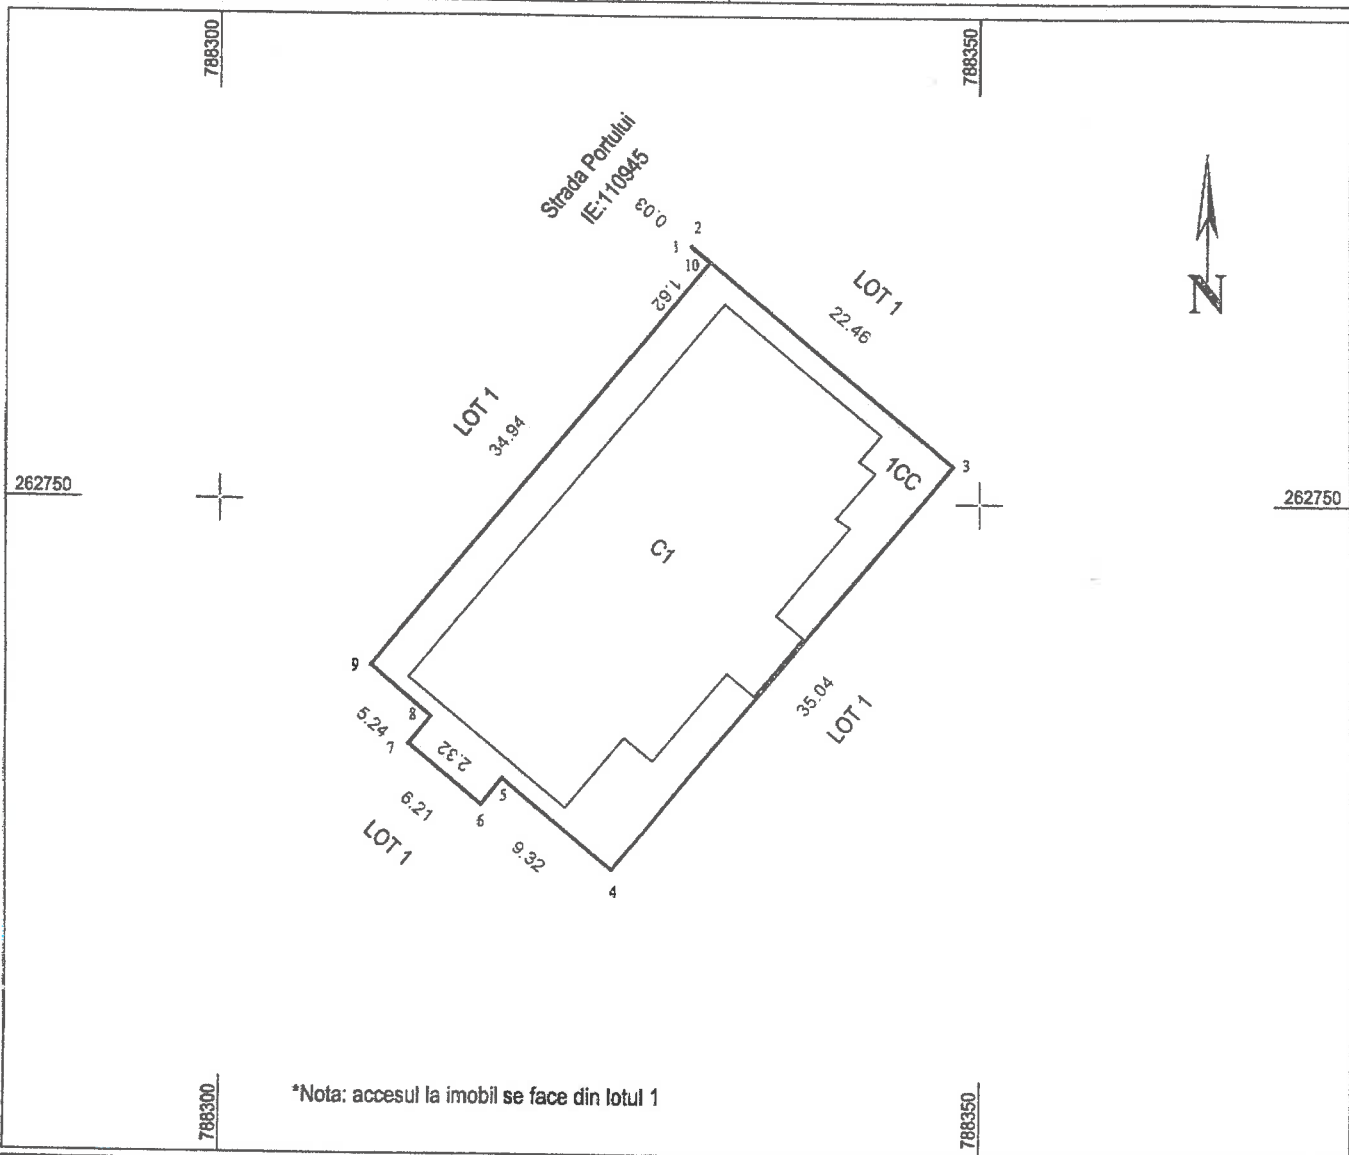 788300
788350
Strada Portului
IE:110945
0.03
2
1
10
1.62
LOT 1
22.46
N
LOT 1
34.94
1CC
3
262750
262750
C1
9
8
5.24
7
2.32
35.04
LOT 1
5
6
6.21
LOT 1
9.32
4
*Nota: accesul la imobil se face din lotul 1
788300
788350